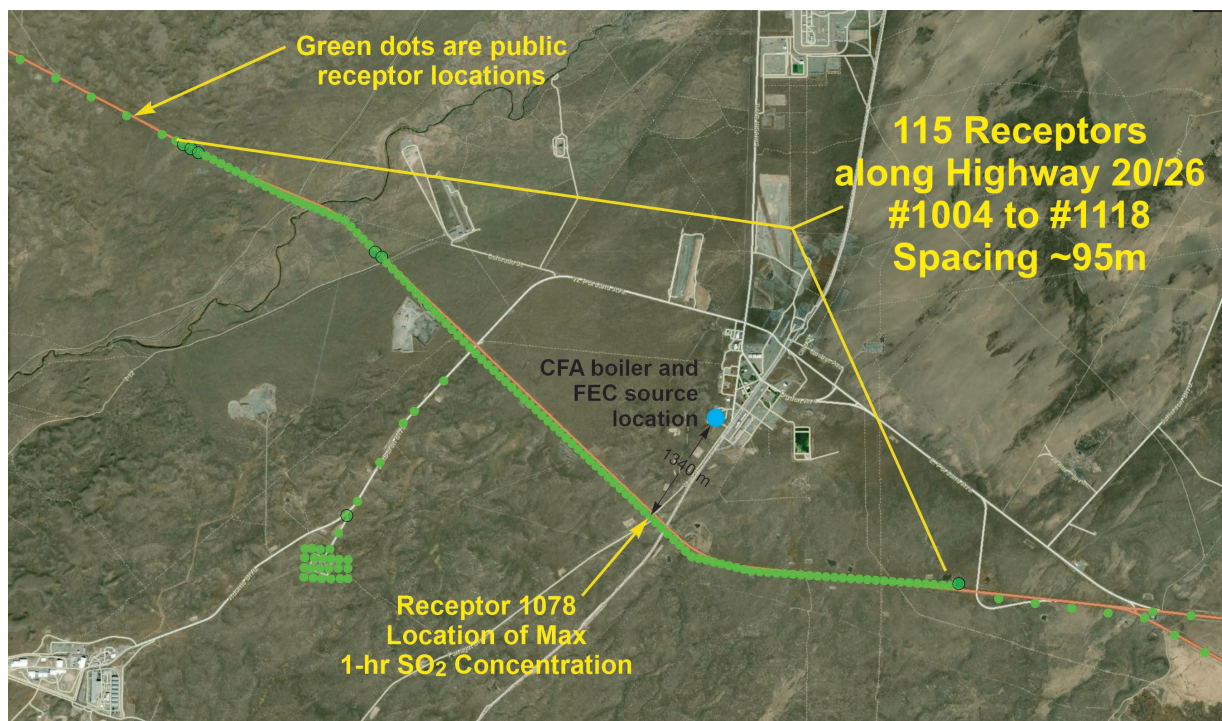 Green dots are public
receptor locations
115 Receptors
along Highway 20/26
#1004 to #1118
Spacing ~95m
CFA boiler and
FEC source
location
1340 m
Receptor 1078
Location of Max
1-hr SO₂ Concentration